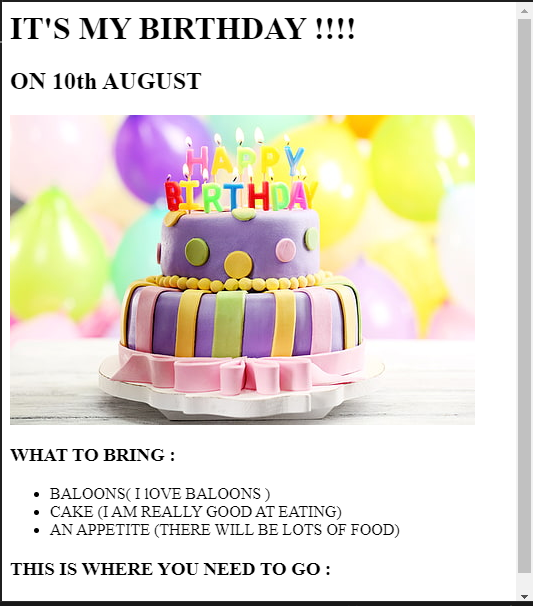 IT'S MY BIRTHDAY !!!!
ON 10th AUGUST
HAPPY
BIRTHDAY
WHAT TO BRING :
BALOONS( I lOVE BALOONS )
CAKE (I AM REALLY GOOD AT EATING)
AN APPETITE (THERE WILL BE LOTS OF FOOD)
THIS IS WHERE YOU NEED TO GO :